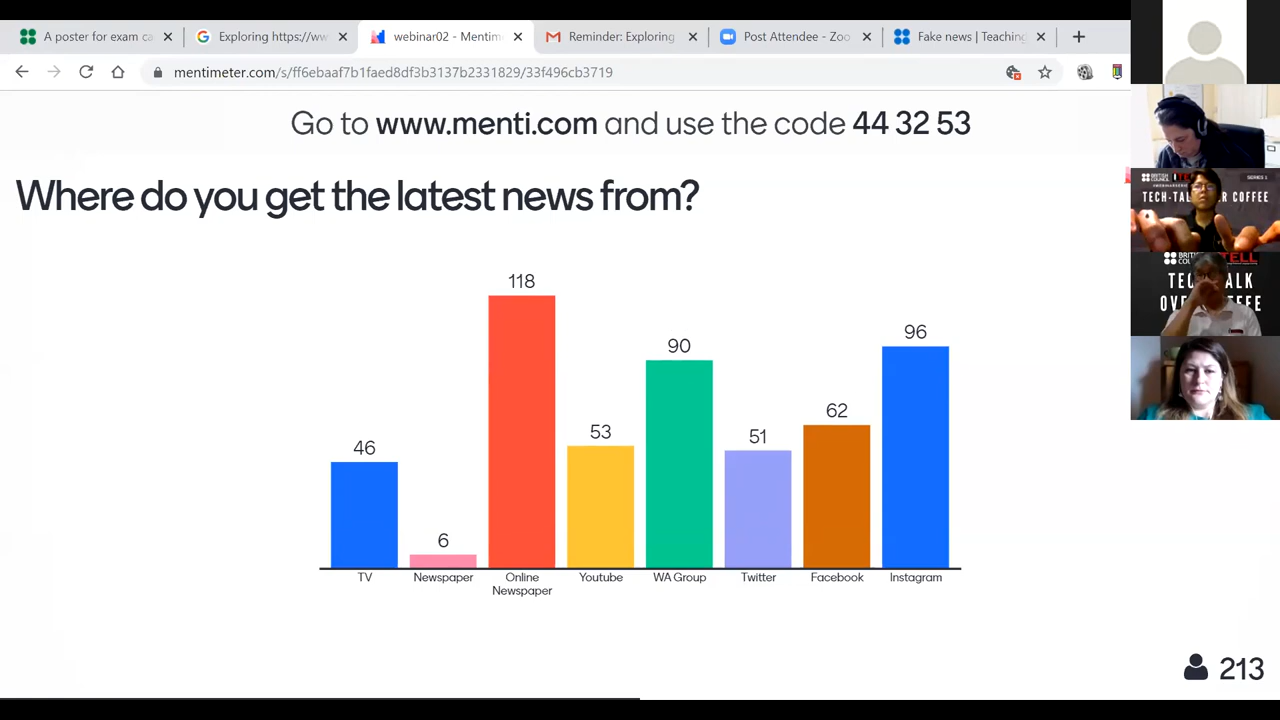 A poster for exam ca
Exploring https://ww
webinar02 - Mentim
Reminder: Exploring
Post Attendee - Zoo
Fake news | Teaching
mentimeter.com/s/ff6ebaaf7b1faed8df3b3137b2331829/33f496cb3719
Go to www.menti.com and use the code 44 32 53
Where do you get the latest news from?
118
96
90
62
53
51
46
6
TV
Newspaper
Online
Newspaper
Youtube
WA Group
Twitter
Facebook
Instagram
213
SERIES 1